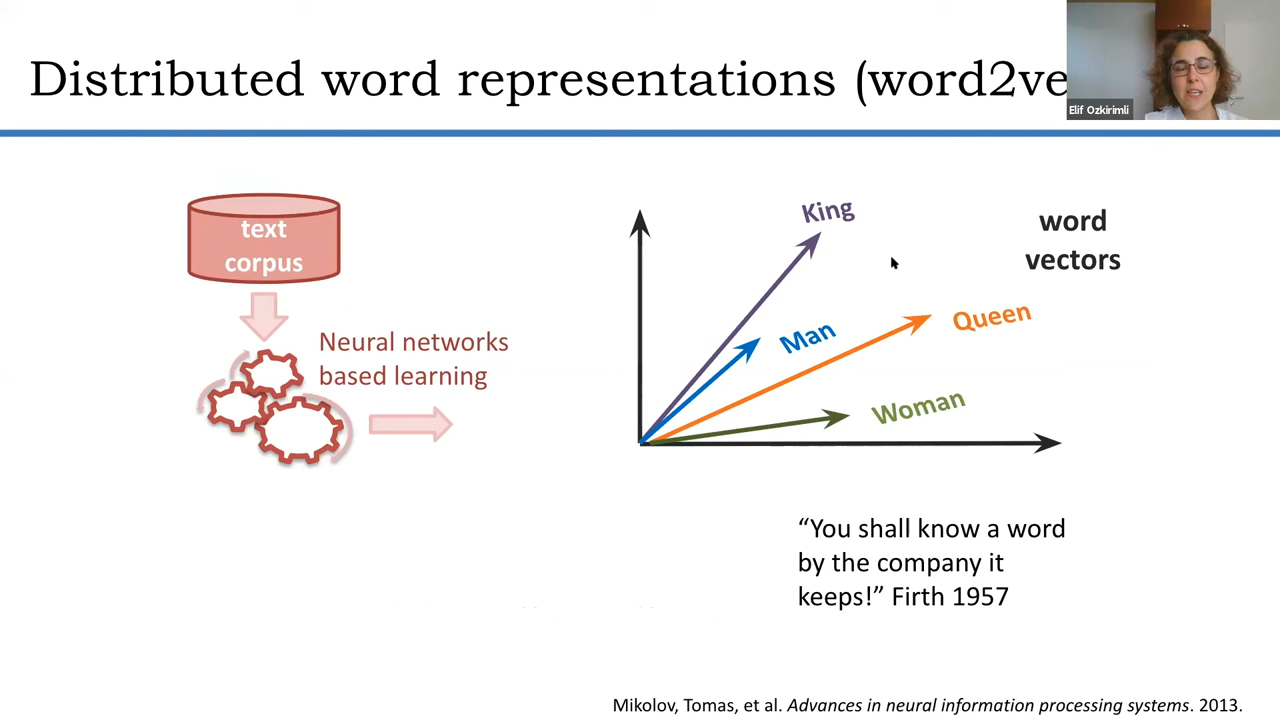 Distributed word representations (word2ve
Elif Ozkirimli
text
corpus
Neural networks
based learning
King
Man
Queen
Woman
word
vectors
“You shall know a word
by the company it
keeps!” Firth 1957
Mikolov, Tomas, et al. Advances in neural information processing systems. 2013.